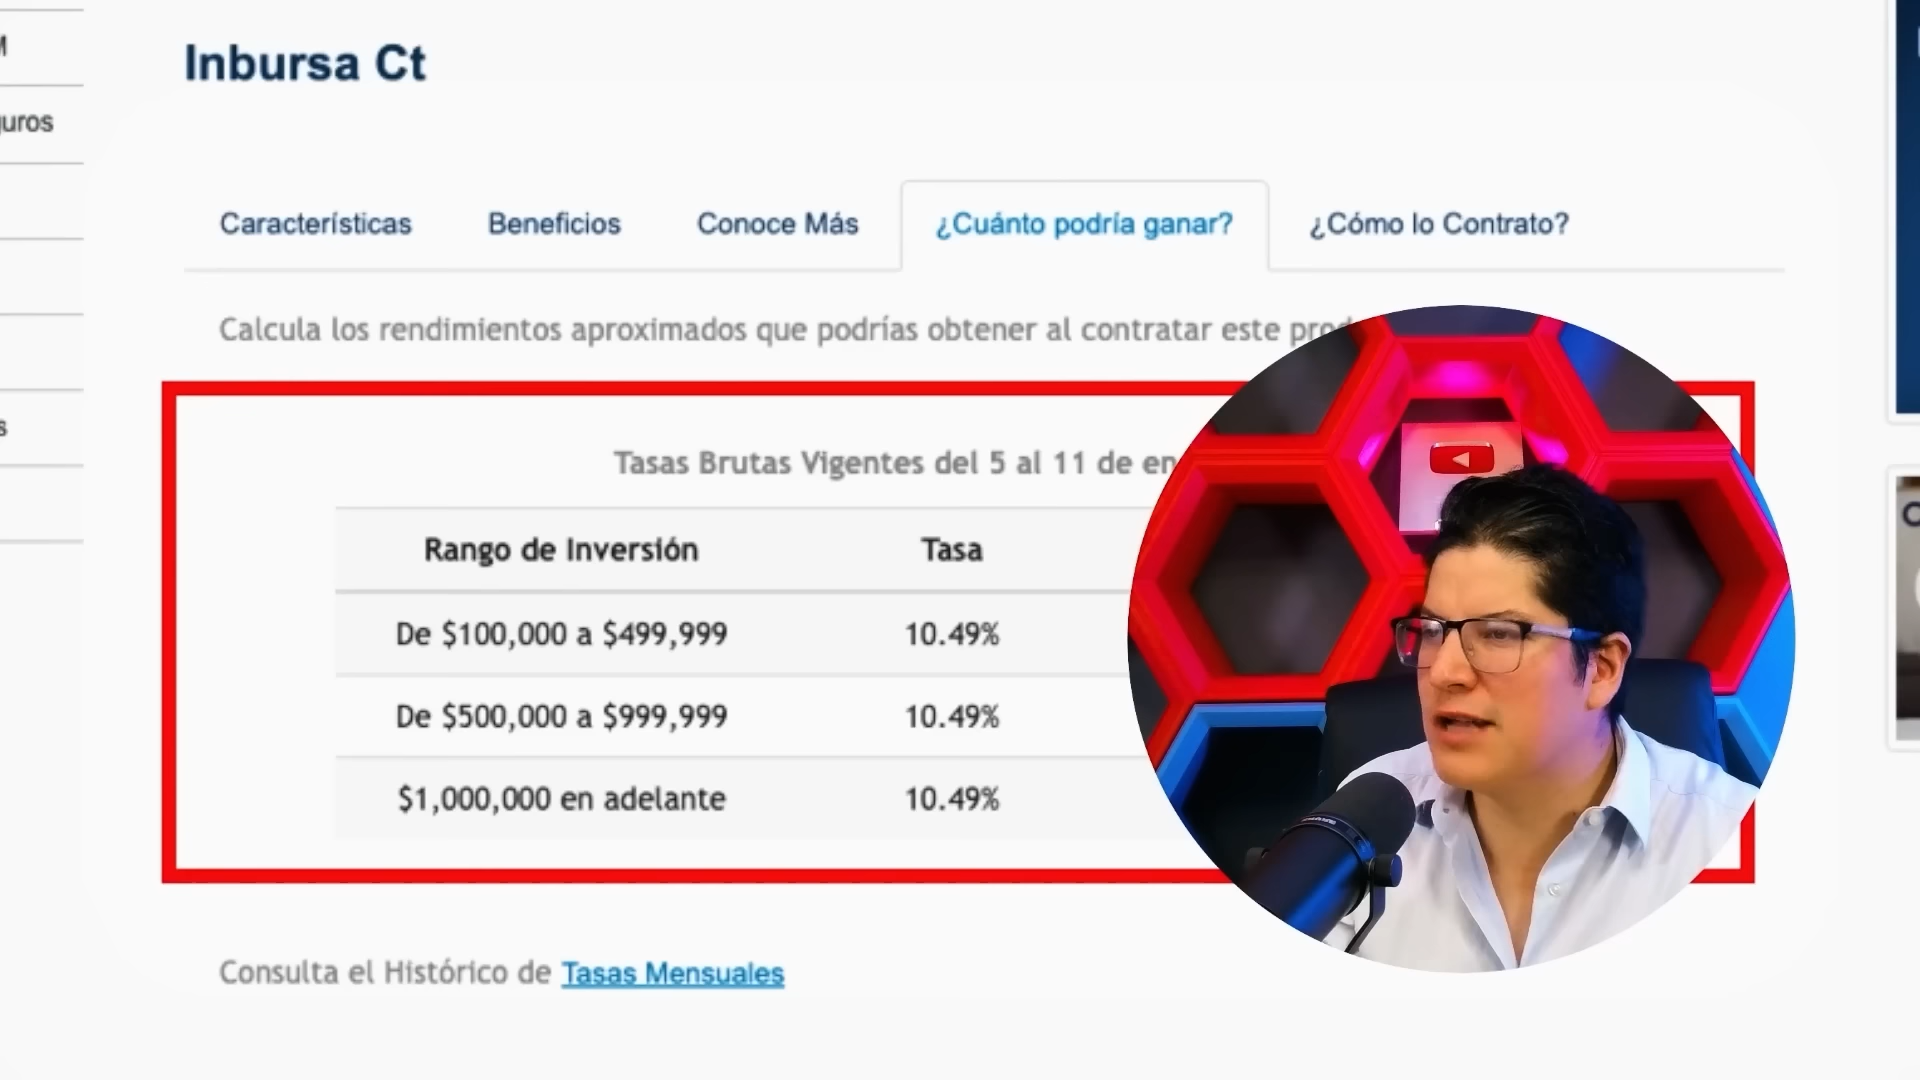 Inbursa Ct
guros
Características Beneficios Conoce Más ¿Cuánto podría ganar? ¿Cómo lo Contrato?
Calcula los rendimientos aproximados que podrías obtener al contratar este prod
Tasas Brutas Vigentes del 5 al 11 de en
Rango de Inversión Tasa
De $100,000 a $499,999 10.49%
De $500,000 a $999,999 10.49%
$1,000,000 en adelante 10.49%
Consulta el Histórico de Tasas Mensuales